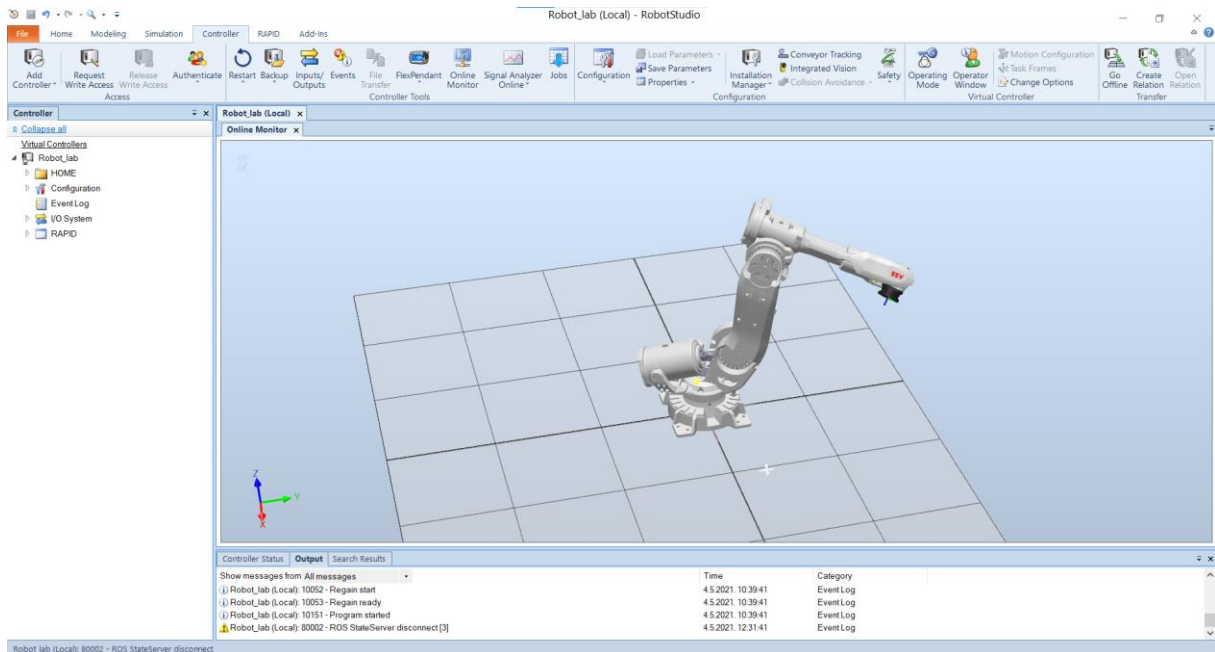 Robot_lab (Local) - RobotStudio
File Home Modeling Simulation Controller RAPID Add-Ins
Add Controller
Request Write Access
Release Write Access
Authenticate
Access
Restart
Backup
Inputs/ Outputs
Events
File Transfer
FlexPendant
Online Monitor
Signal Analyzer Online
Jobs
Controller Tools
Configuration
Load Parameters
Save Parameters
Properties
Installation Manager
Conveyor Tracking
Integrated Vision
Collision Avoidance
Safety
Configuration
Operating Mode
Operator Window
Motion Configuration
Task Frames
Change Options
Virtual Controller
Go Offline
Create Relation
Open Relation
Transfer
Controller
Collapse all
Virtual Controllers
Robot_lab
HOME
Configuration
Event Log
I/O System
RAPID
Robot_lab (Local)
Online Monitor
ABB
Z
Y
X
Controller Status Output Search Results
Show messages from All messages Time Category
Robot_lab (Local): 10052 - Regain start 4.5.2021. 10:39:41 Event Log
Robot_lab (Local): 10053 - Regain ready 4.5.2021. 10:39:41 Event Log
Robot_lab (Local): 10151 - Program started 4.5.2021. 10:39:41 Event Log
Robot_lab (Local): 80002 - ROS StateServer disconnect [3] 4.5.2021. 12:31:41 Event Log
Robot_lab (Local): 80002 - ROS StateServer disconnect